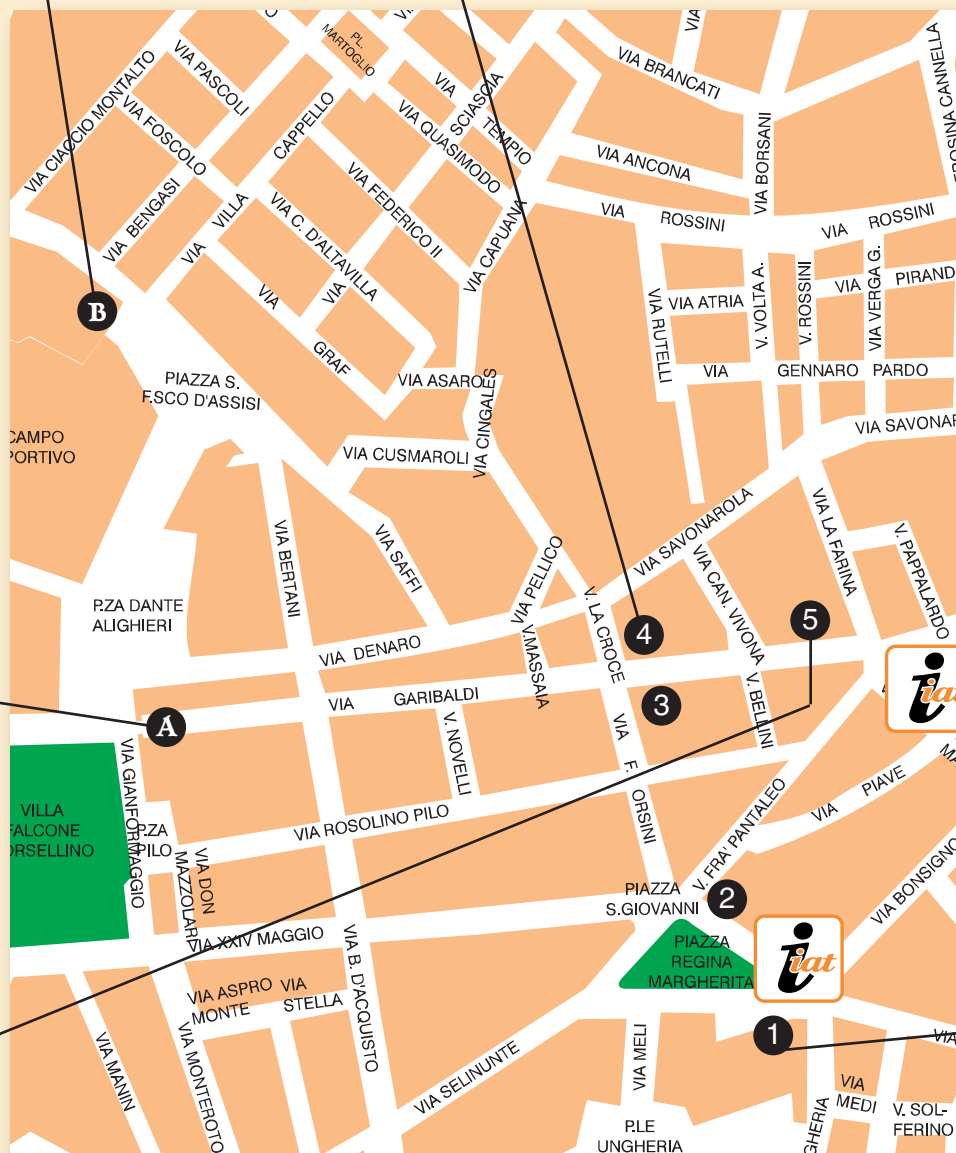 PL.
MARTOGLIO
VIA
VIA PASCOLI
VIA CIACCIO MONTALTO
VIA FOSCOLO
CAPPELLO
VIA
TEMPIO
SCIASCIA
VIA QUASIMODO
VIA BRANCATI
VIA ANCONA
VIA BORSANI
VIA
ROSSINI
VIA
ROSSINI
VIA BENGASI
VIA
VILLA
VIA FEDERICO II
VIA C. D'ALTAVILLA
VIA
VIA CAPUANA
VIA
GRAF
B
VIA RUTELLI
VIA ATRIA
V. VOLTA A.
V. ROSSINI
VIA VERGA G.
VIA
PIRAND
VIA
GENNARO
PARDO
PIAZZA S.
F.SCO D'ASSISI
VIA ASARO
VIA CINGALES
VIA CUSMAROLI
CAMPO
PORTIVO
VIA SAVONAR
VIA BERTANI
VIA SAFFI
VIA PELLICO
V.MASSAIA
V. LA CROCE
VIA SAVONAROLA
VIA CAN. VIVONA
V. BELLINI
VIA LA FARINA
V. PAPPALARDO
P.ZA DANTE
ALIGHIERI
VIA DENARO
4
5
VIA
GARIBALDI
3
A
V. NOVELLI
VIA
F.
ORSINI
iat
VIA GIANFORMAGGIO
VILLA
FALCONE
ORSELLINO
P.ZA
PILO
VIA DON
MAZZOLARI
VIA ROSOLINO PILO
V. FRA' PANTALEO
VIA
PIAVE
MA
VIA BONSIGNO
PIAZZA
S.GIOVANNI
2
VIA XXIV MAGGIO
VIA B. D'ACQUISTO
PIAZZA
REGINA
MARGHERITA
iat
VIA ASPRO
MONTE
VIA
STELLA
1
VIA
VIA MANIN
VIA MONTEROTO
VIA SELINUNTE
VIA MELI
P.LE
UNGHERIA
GHERIA
VIA
MEDI
V. SOL-
FERINO